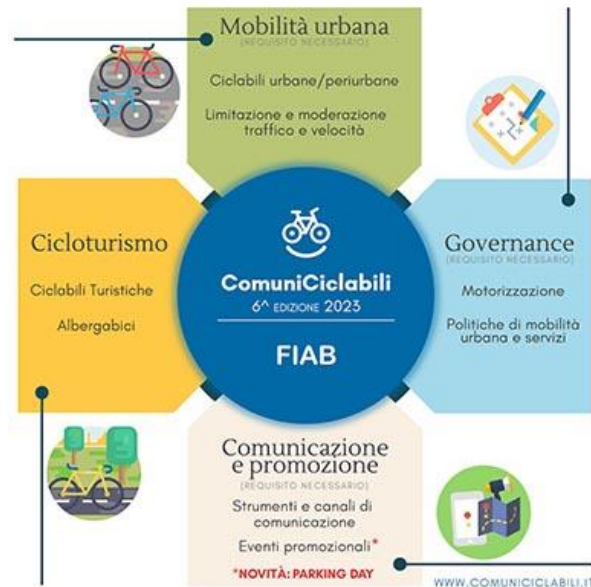 Mobilità urbana
(REQUISITO NECESSARIO)
Ciclabili urbane/periurbane
Limitazione e moderazione
traffico e velocità
Cicloturismo
Ciclabili Turistiche
Albergabici
ComuniCiclabili
6^ EDIZIONE 2023
FIAB
Governance
(REQUISITO NECESSARIO)
Motorizzazione
Politiche di mobilità
urbana e servizi
Comunicazione
e promozione
(REQUISITO NECESSARIO)
Strumenti e canali di
comunicazione
Eventi promozionali*
*NOVITÀ: PARKING DAY
WWW.COMUNICICLABILI.IT